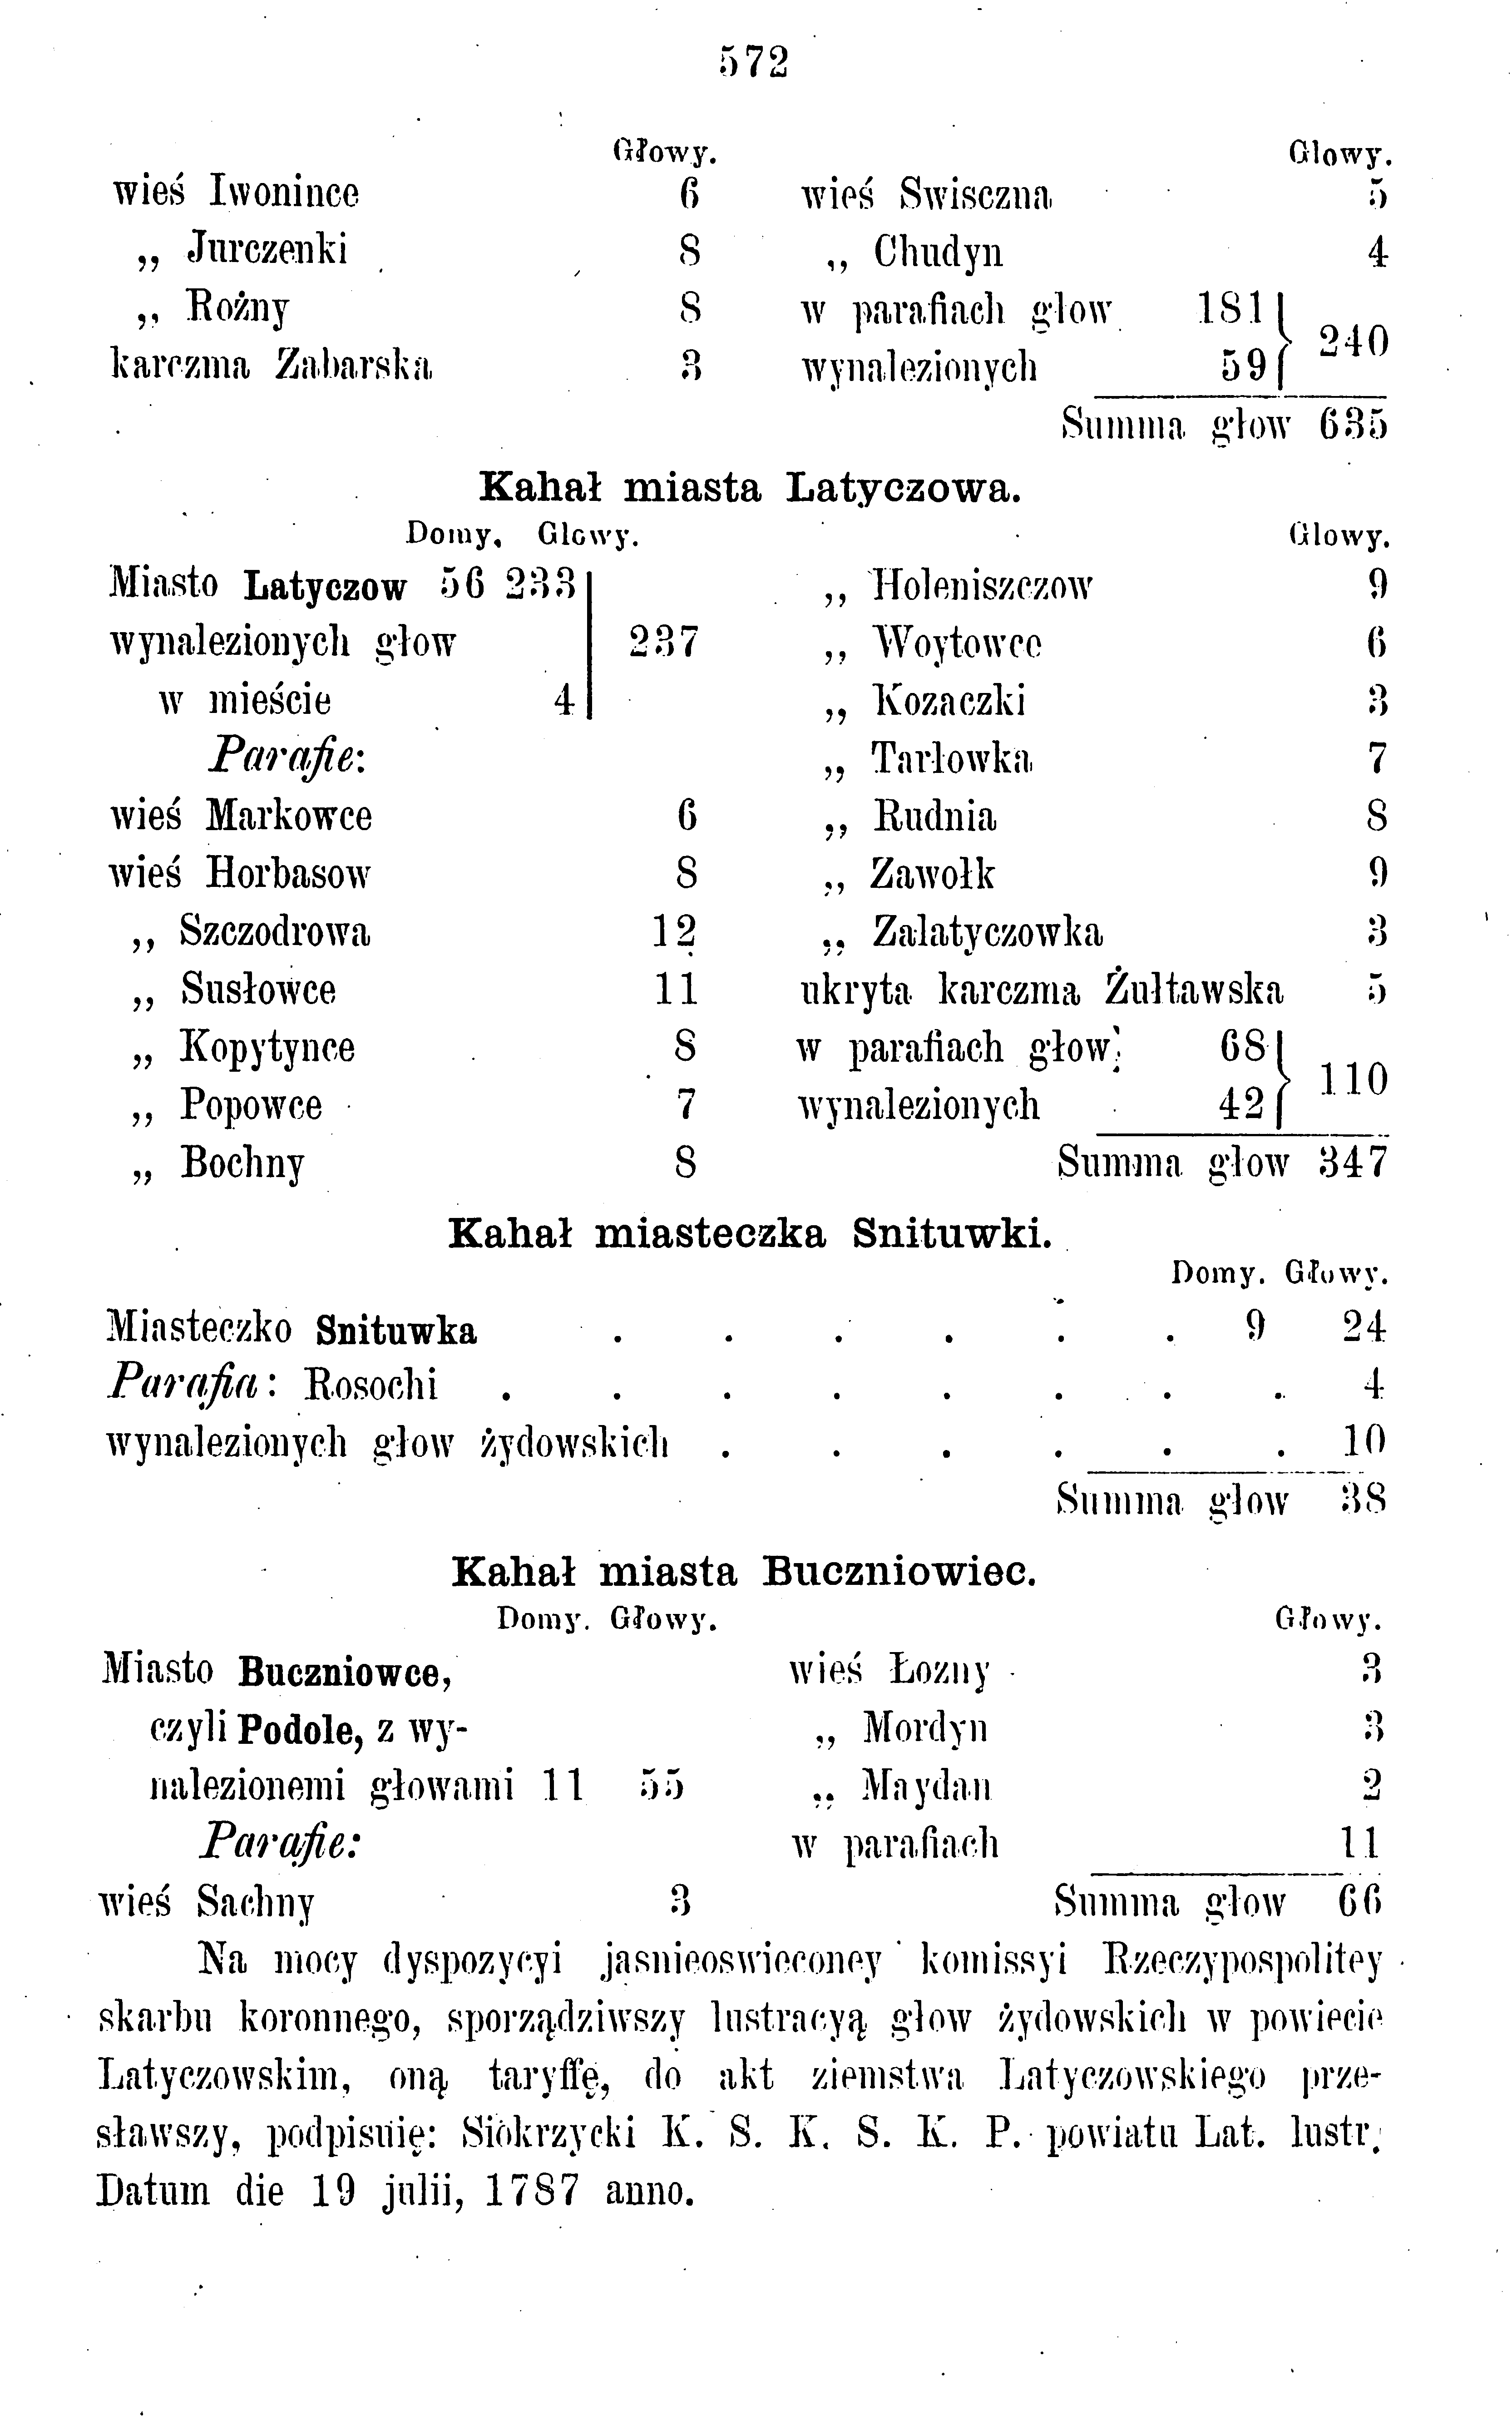 572
Głowy.
wieś Iwonince 6
„ Jurczenki 8
„ Rożny 8
karczma Zabarska 3
Głowy.
wieś Swisczna 5
„ Chudyn 4
w parafiach głow 181 } 240
wynalezionych 59
Summa głow 635
Kahał miasta Latyczowa.
Domy. Głowy.
Miasto Latyczow 56 233
wynalezionych głow 237
w mieście 4
Parafie:
wieś Markowce 6
wieś Horbasow 8
„ Szczodrowa 12
„ Susłowce 11
„ Kopytynce 8
„ Popowce 7
„ Bochny 8
Głowy.
„ Holeniszczow 9
„ Woytowce 6
„ Kozaczki 3
„ Tarłowka 7
„ Rudnia 8
„ Zawołk 9
„ Zalatyczowka 3
ukryta karczma Żułtawska 5
w parafiach głow 68 } 110
wynalezionych 42
Summa głow 347
Kahał miasteczka Snituwki.
Domy. Głowy.
Miasteczko Snituwka . . . . . . 9 24
Parafia: Rosochi . . . . . . . . 4
wynalezionych głow żydowskich . . . . . . 10
Summa głow 38
Kahał miasta Buczniowiec.
Domy. Głowy.
Miasto Buczniowce,
czyli Podole, z wy-
nalezionemi głowami 11 55
Parafie:
wieś Sachny 3
Głowy.
wieś Łozny 3
„ Mordyn 3
„ Maydan 2
w parafiach 11
Summa głow 66
Na mocy dyspozycyi jasnieoswieconey komissyi Rzeczypospolitey
skarbu koronnego, sporządziwszy lustracyą głow żydowskich w powiecie
Latyczowskim, oną taryffę, do akt ziemstwa Latyczowskiego prze-
sławszy, podpisuię: Siokrzycki K. S. K. S. K. P. powiatu Lat. lustr.
Datum die 19 julii, 1787 anno.